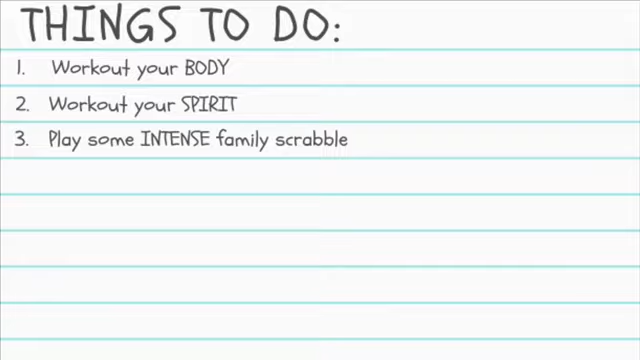 THINGS TO DO:
1. Workout your BODY
2. Workout your SPIRIT
3. Play some INTENSE family scrabble